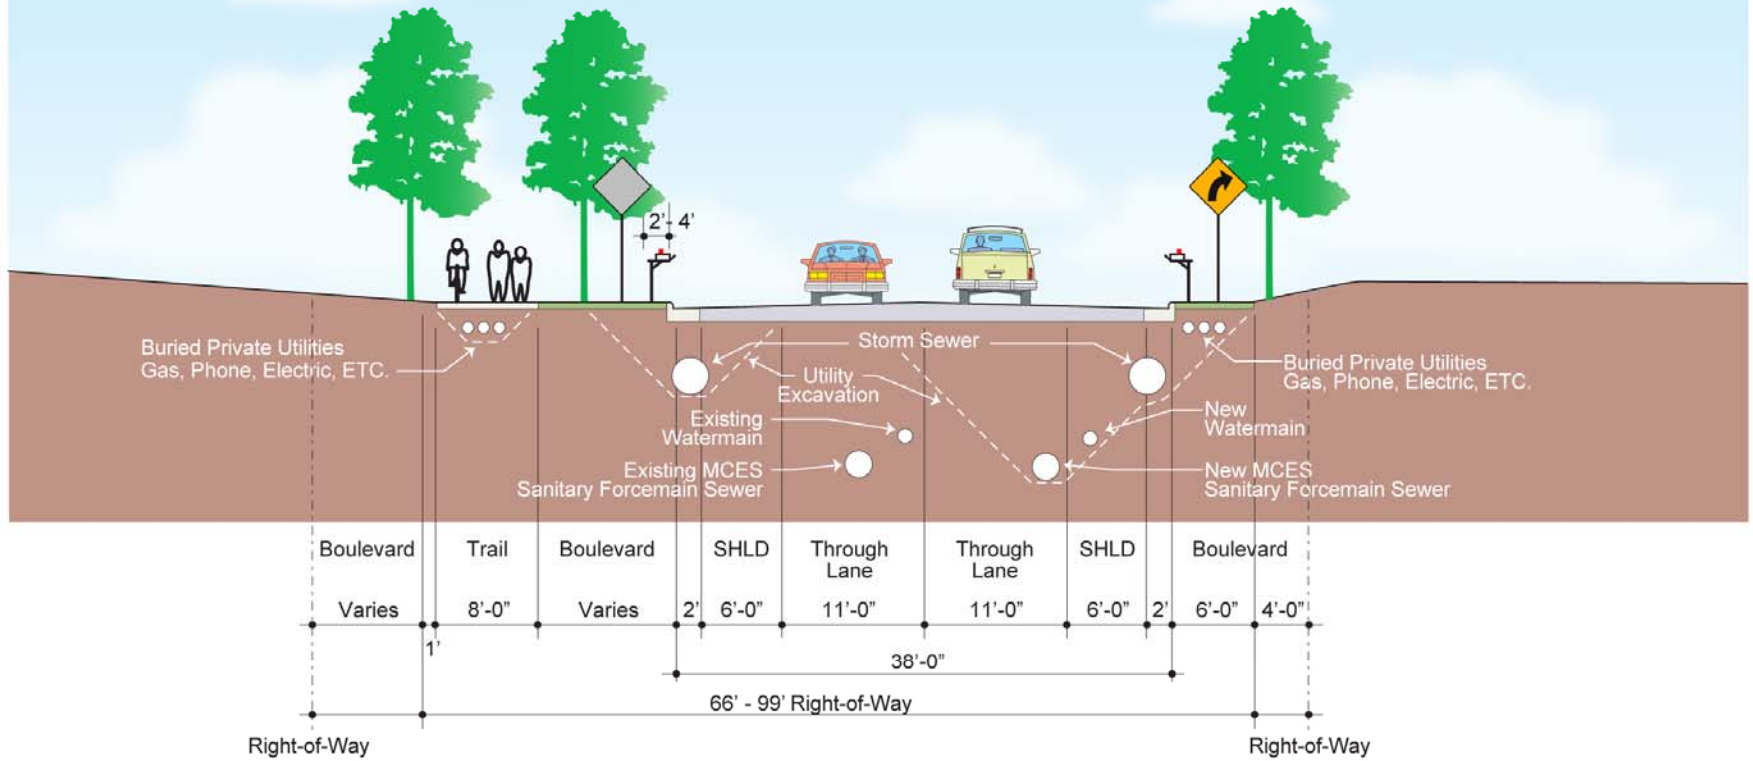 2'- 4'
Storm Sewer
Buried Private Utilities
Gas, Phone, Electric, ETC.
Utility
Excavation
Buried Private Utilities
Gas, Phone, Electric, ETC.
Existing
Watermain
New
Watermain
Existing MCES
Sanitary Forcemain Sewer
New MCES
Sanitary Forcemain Sewer
Boulevard
Trail
Boulevard
SHLD
Through
Lane
Through
Lane
SHLD
Boulevard
Varies
8'-0"
Varies
2'
6'-0"
11'-0"
11'-0"
6'-0"
2'
6'-0"
4'-0"
1'
38'-0"
66' - 99' Right-of-Way
Right-of-Way
Right-of-Way